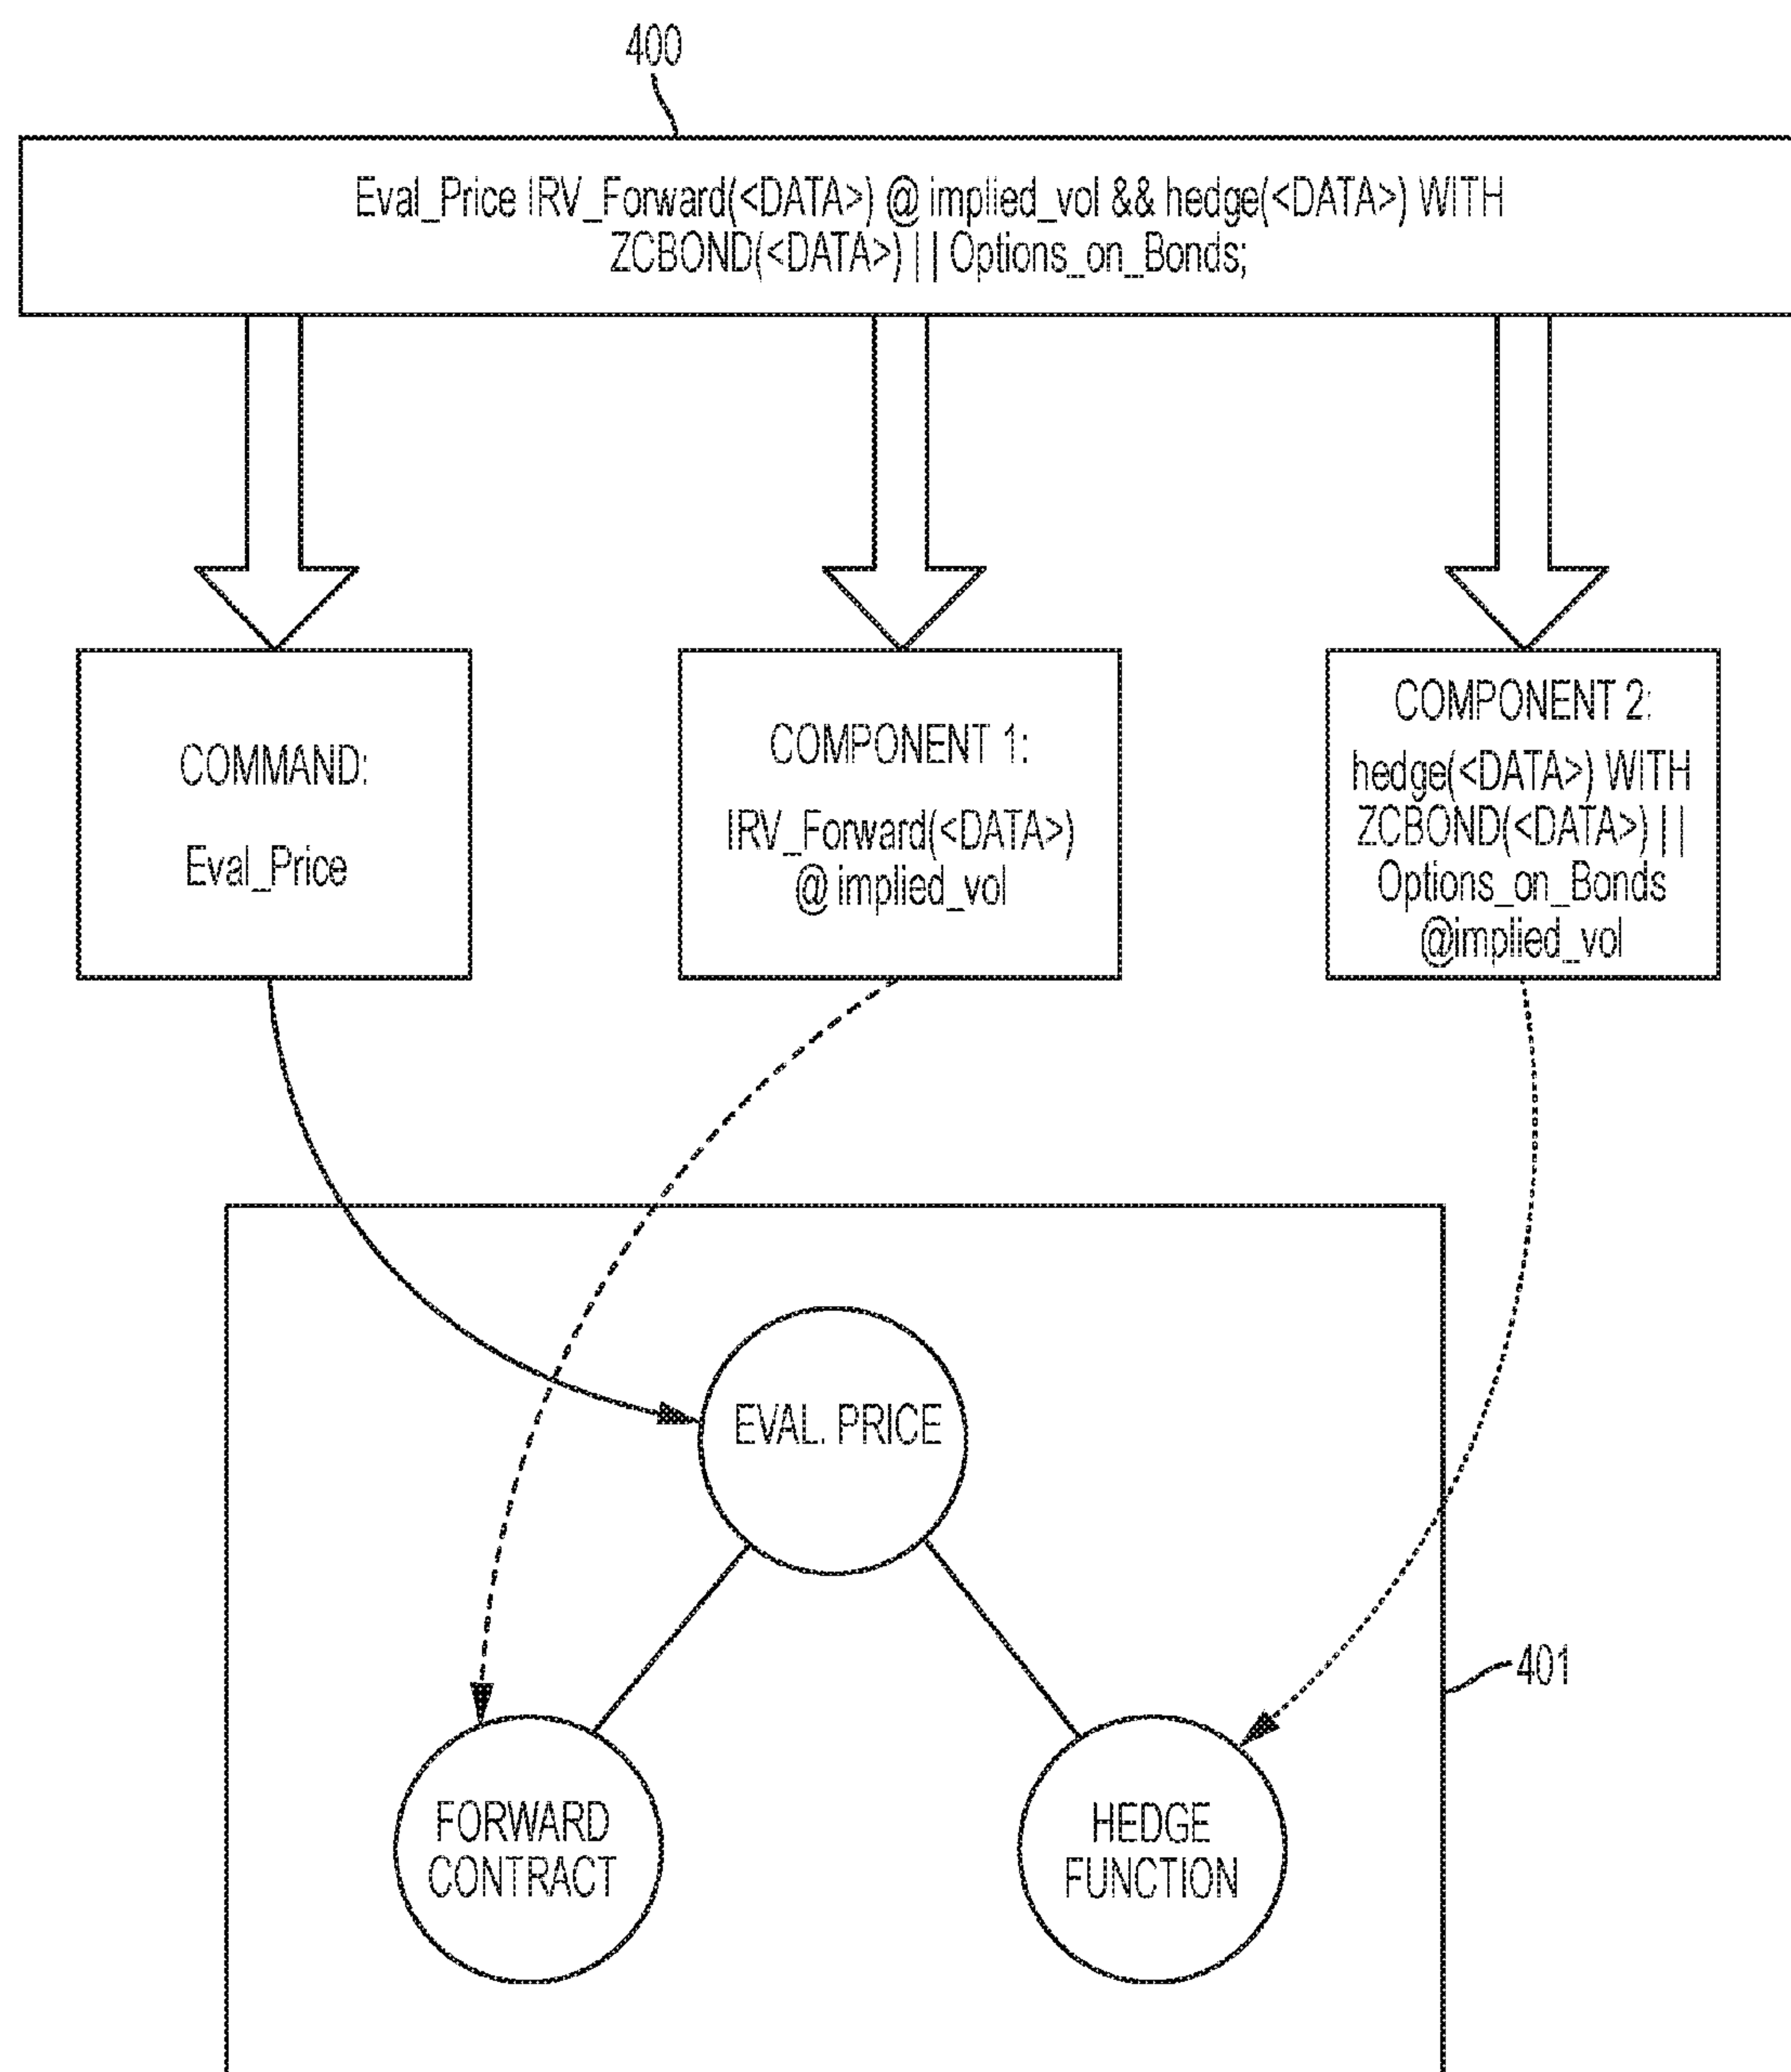 400
Eval_Price IRV_Forward(<DATA>) @ implied_vol && hedge(<DATA>) WITH
ZCBOND(<DATA>) || Options_on_Bonds;
COMMAND:
Eval_Price
COMPONENT 1:
IRV_Forward(<DATA>)
@ implied_vol
COMPONENT 2:
hedge(<DATA>) WITH
ZCBOND(<DATA>) ||
Options_on_Bonds
@implied_vol
EVAL. PRICE
401
FORWARD
CONTRACT
HEDGE
FUNCTION